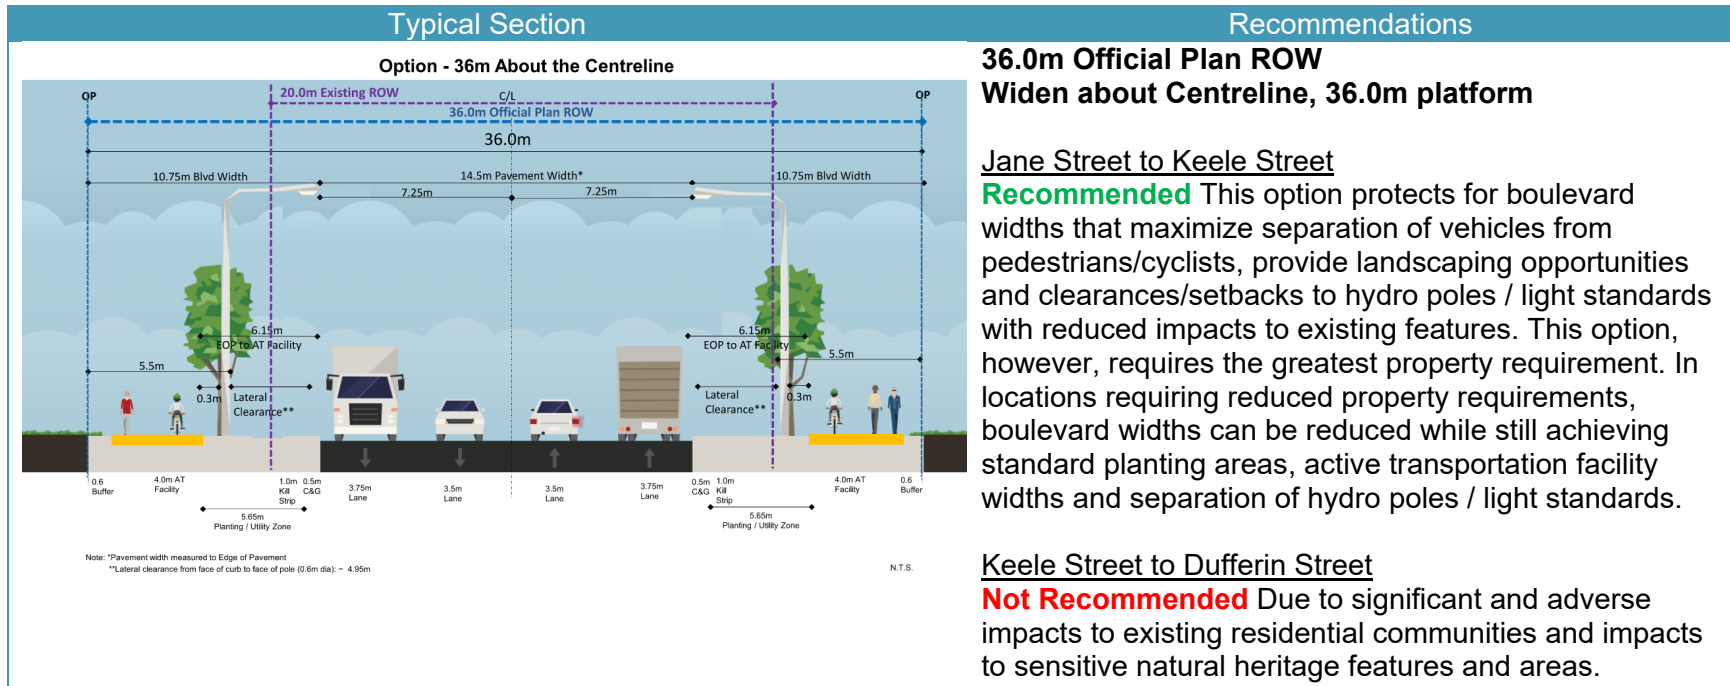 Typical Section
Recommendations
Option - 36m About the Centreline
OP
20.0m Existing ROW
C/L
OP
36.0m Official Plan ROW
36.0m
10.75m Blvd Width
14.5m Pavement Width*
10.75m Blvd Width
7.25m
7.25m
6.15m
EOP to AT Facility
6.15m
EOP to AT Facility
5.5m
5.5m
0.3m
Lateral
Clearance**
Lateral
Clearance**
0.3m
0.6
Buffer
4.0m AT
Facility
1.0m
Kill
Strip
0.5m
C&G
3.75m
Lane
3.5m
Lane
3.5m
Lane
3.75m
Lane
0.5m
C&G
1.0m
Kill
Strip
4.0m AT
Facility
0.6
Buffer
5.65m
Planting / Utility Zone
5.65m
Planting / Utility Zone
Note: *Pavement width measured to Edge of Pavement
**Lateral clearance from face of curb to face of pole (0.6m dia): ~ 4.95m
N.T.S.
36.0m Official Plan ROW
Widen about Centreline, 36.0m platform
Jane Street to Keele Street
Recommended This option protects for boulevard
widths that maximize separation of vehicles from
pedestrians/cyclists, provide landscaping opportunities
and clearances/setbacks to hydro poles / light standards
with reduced impacts to existing features. This option,
however, requires the greatest property requirement. In
locations requiring reduced property requirements,
boulevard widths can be reduced while still achieving
standard planting areas, active transportation facility
widths and separation of hydro poles / light standards.
Keele Street to Dufferin Street
Not Recommended Due to significant and adverse
impacts to existing residential communities and impacts
to sensitive natural heritage features and areas.